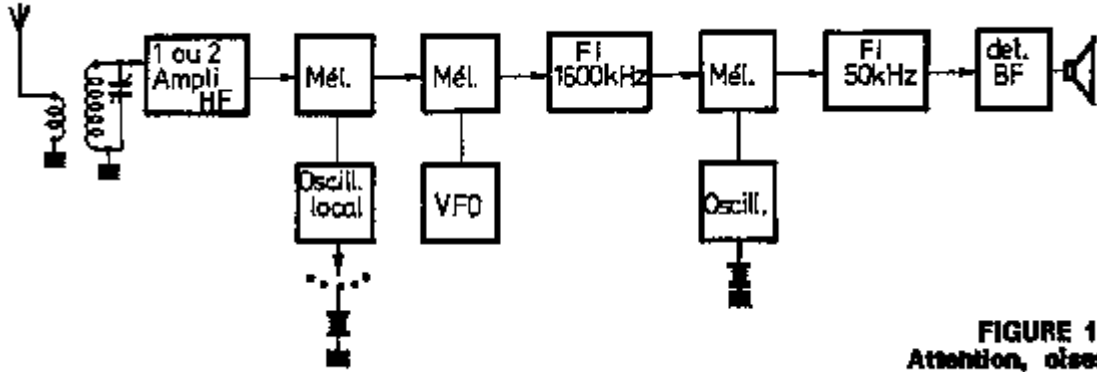 1 ou 2
Ampli
HF
Mél.
Mél.
FI
1600kHz
Mél.
FI
50kHz
det.
BF
Oscill.
local
VFO
Oscill.
FIGURE 1
Attention,